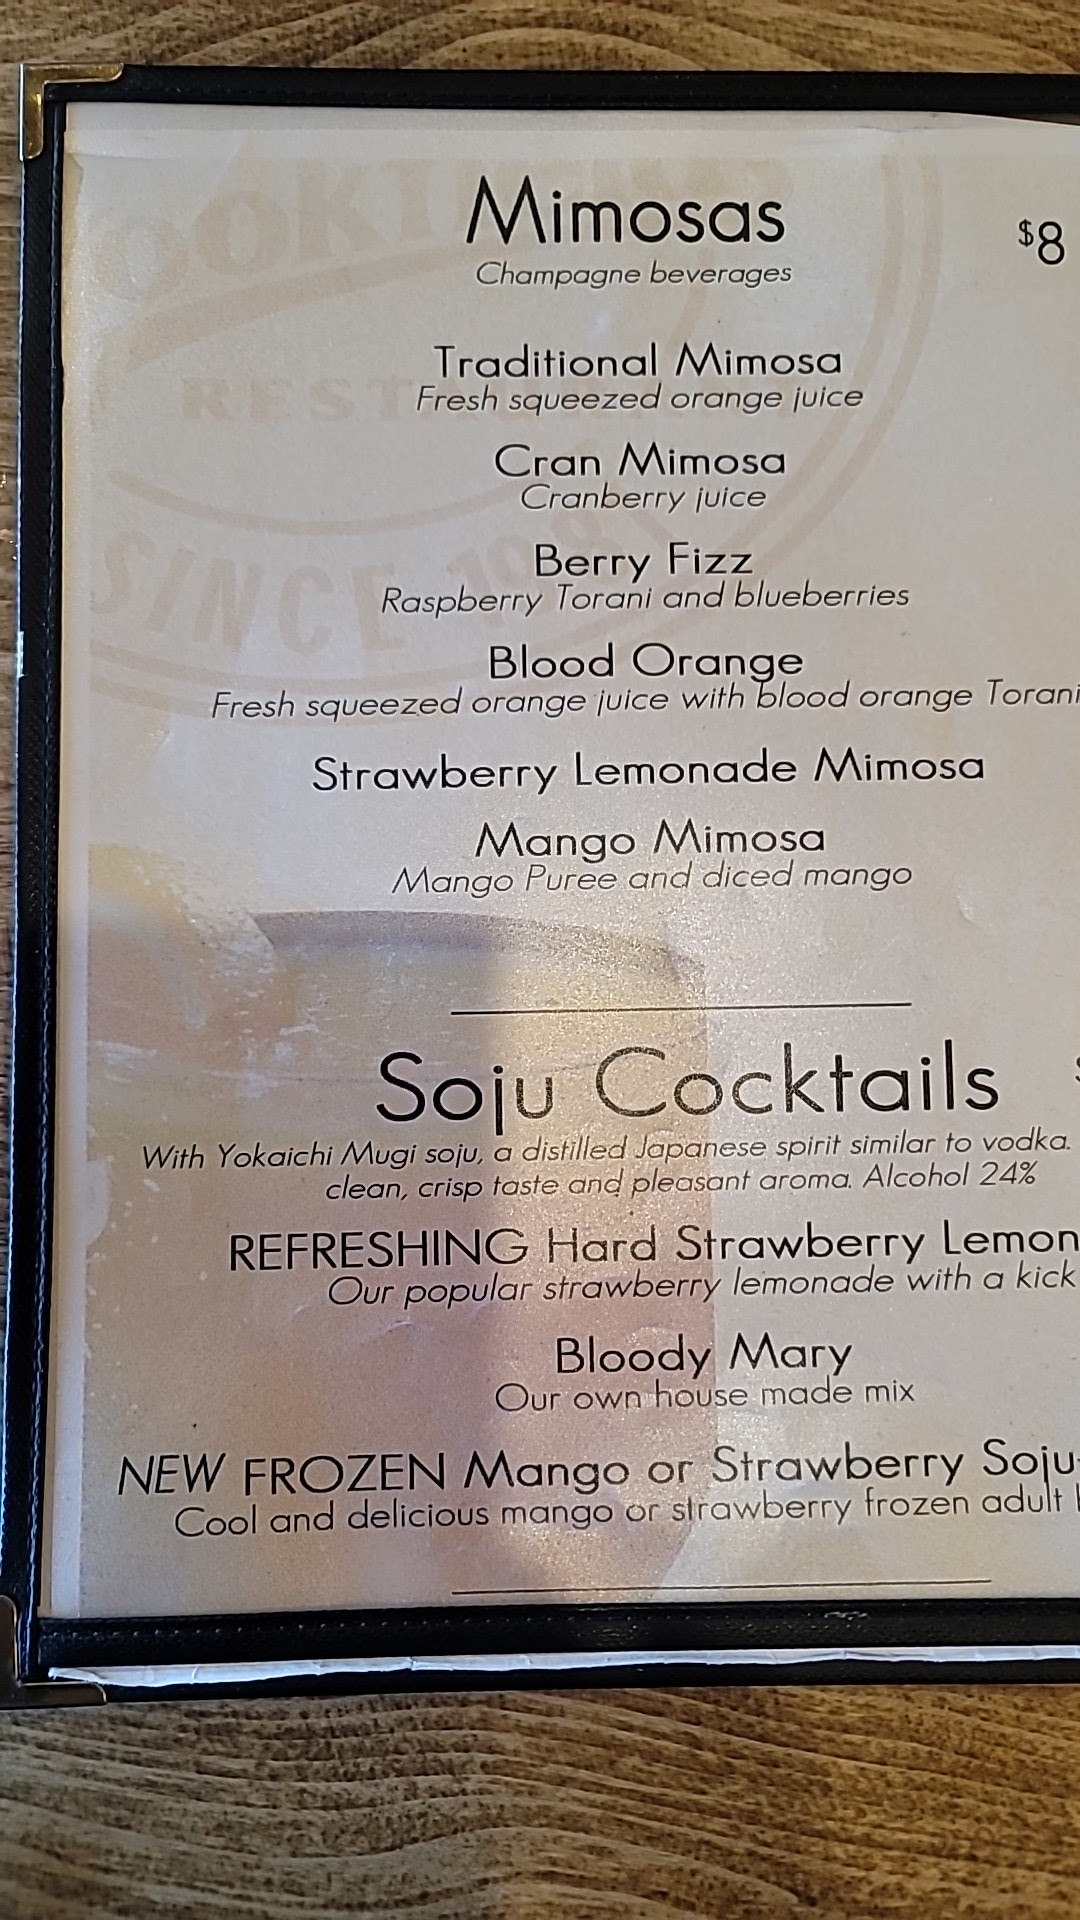 Mimosas
$8
Champagne beverages
Traditional Mimosa
Fresh squeezed orange juice
Cran Mimosa
Cranberry juice
Berry Fizz
Raspberry Torani and blueberries
Blood Orange
Fresh squeezed orange juice with blood orange Torani
Strawberry Lemonade Mimosa
Mango Mimosa
Mango Puree and diced mango
Soju Cocktails
With Yokaichi Mugi soju, a distilled Japanese spirit similar to vodka.
clean, crisp taste and pleasant aroma. Alcohol 24%
REFRESHING Hard Strawberry Lemon
Our popular strawberry lemonade with a kick
Bloody Mary
Our own house made mix
NEW FROZEN Mango or Strawberry Soju
Cool and delicious mango or strawberry frozen adult
SINCE